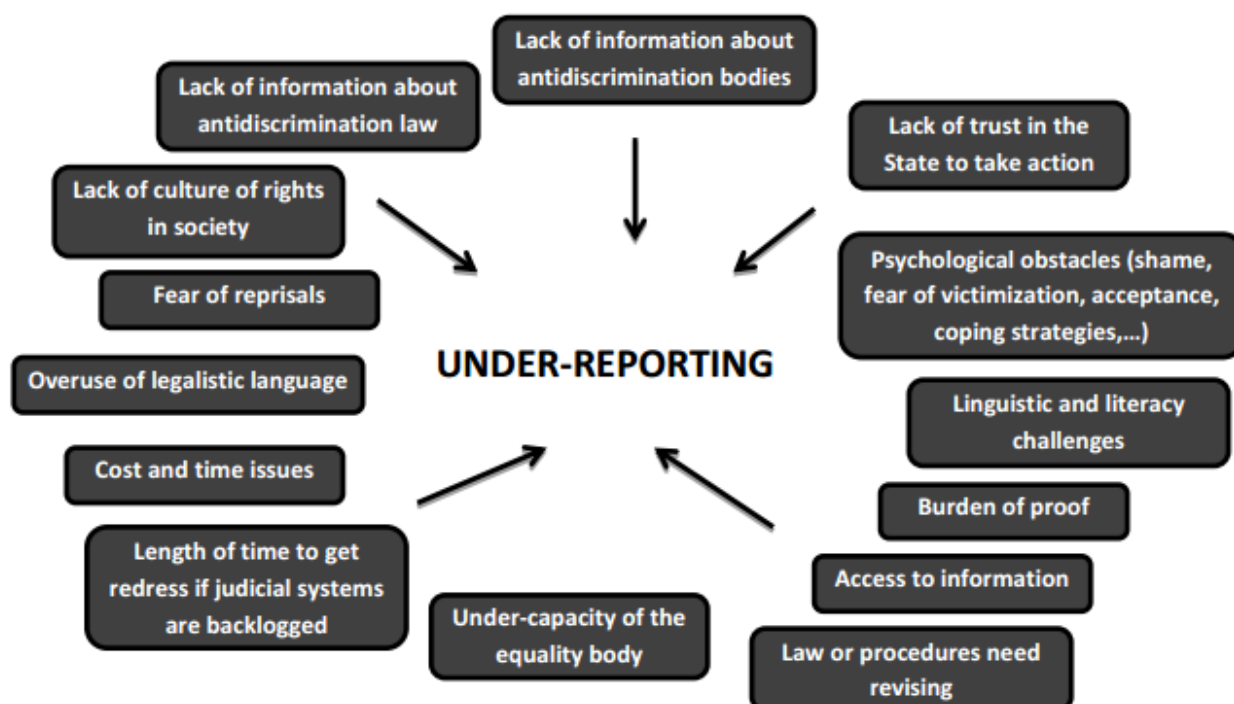 Lack of information about
antidiscrimination bodies
Lack of information about
antidiscrimination law
Lack of trust in the
State to take action
Lack of culture of rights
in society
Psychological obstacles (shame,
fear of victimization, acceptance,
coping strategies,…)
Fear of reprisals
UNDER-REPORTING
Overuse of legalistic language
Linguistic and literacy
challenges
Cost and time issues
Burden of proof
Length of time to get
redress if judicial systems
are backlogged
Access to information
Under-capacity of the
equality body
Law or procedures need
revising